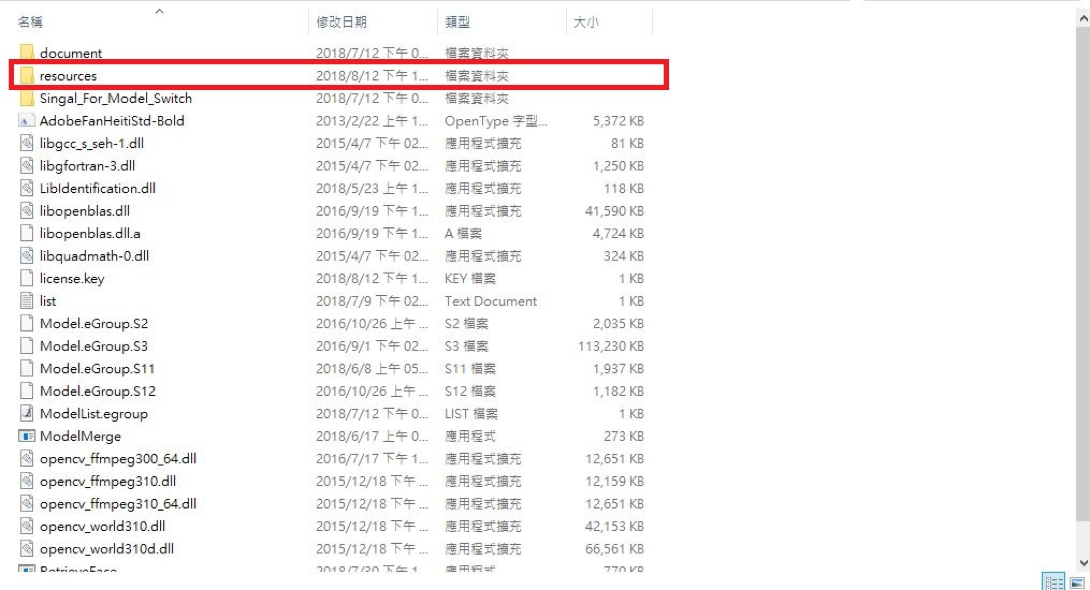 名稱 修改日期 類型 大小
document 2018/7/12 下午 0... 檔案資料夾
resources 2018/8/12 下午 1... 檔案資料夾
Singal_For_Model_Switch 2018/7/12 下午 0... 檔案資料夾
AdobeFanHeitiStd-Bold 2013/2/22 上午 1... OpenType 字型... 5,372 KB
libgcc_s_seh-1.dll 2015/4/7 下午 02... 應用程式擴充 81 KB
libgfortran-3.dll 2015/4/7 下午 02... 應用程式擴充 1,250 KB
LibIdentification.dll 2018/5/23 上午 1... 應用程式擴充 118 KB
libopenblas.dll 2016/9/19 下午 1... 應用程式擴充 41,590 KB
libopenblas.dll.a 2016/9/19 下午 1... A 檔案 4,724 KB
libquadmath-0.dll 2015/4/7 下午 02... 應用程式擴充 324 KB
license.key 2018/8/12 下午 1... KEY 檔案 1 KB
list 2018/7/9 下午 02... Text Document 1 KB
Model.eGroup.S2 2016/10/26 上午 ... S2 檔案 2,035 KB
Model.eGroup.S3 2016/9/1 下午 02... S3 檔案 113,230 KB
Model.eGroup.S11 2018/6/8 上午 05... S11 檔案 1,937 KB
Model.eGroup.S12 2016/10/26 上午 ... S12 檔案 1,182 KB
ModelList.egroup 2018/7/12 下午 0... LIST 檔案 1 KB
ModelMerge 2018/6/17 上午 0... 應用程式 273 KB
opencv_ffmpeg300_64.dll 2016/7/17 下午 1... 應用程式擴充 12,651 KB
opencv_ffmpeg310.dll 2015/12/18 下午 ... 應用程式擴充 12,159 KB
opencv_ffmpeg310_64.dll 2015/12/18 下午 ... 應用程式擴充 12,651 KB
opencv_world310.dll 2015/12/18 下午 ... 應用程式擴充 42,153 KB
opencv_world310d.dll 2015/12/18 下午 ... 應用程式擴充 66,561 KB
RetrieveFace 2018/7/30 下午 1... 應用程式 770 KB